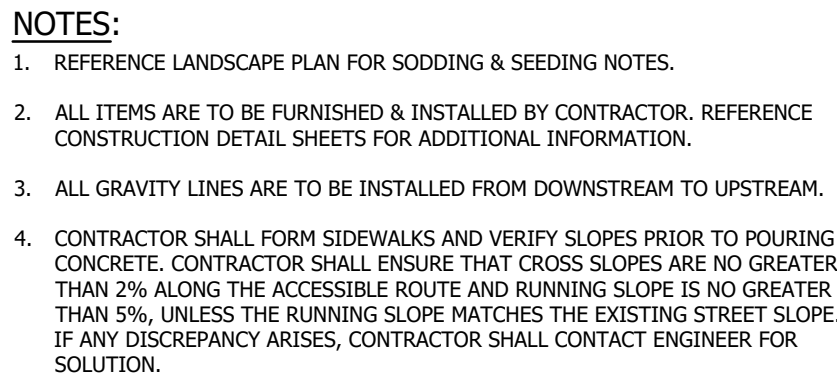 NOTES:
1. REFERENCE LANDSCAPE PLAN FOR SODDING & SEEDING NOTES.
2. ALL ITEMS ARE TO BE FURNISHED & INSTALLED BY CONTRACTOR. REFERENCE
CONSTRUCTION DETAIL SHEETS FOR ADDITIONAL INFORMATION.
3. ALL GRAVITY LINES ARE TO BE INSTALLED FROM DOWNSTREAM TO UPSTREAM.
4. CONTRACTOR SHALL FORM SIDEWALKS AND VERIFY SLOPES PRIOR TO POURING
CONCRETE. CONTRACTOR SHALL ENSURE THAT CROSS SLOPES ARE NO GREATER
THAN 2% ALONG THE ACCESSIBLE ROUTE AND RUNNING SLOPE IS NO GREATER
THAN 5%, UNLESS THE RUNNING SLOPE MATCHES THE EXISTING STREET SLOPE.
IF ANY DISCREPANCY ARISES, CONTRACTOR SHALL CONTACT ENGINEER FOR
SOLUTION.